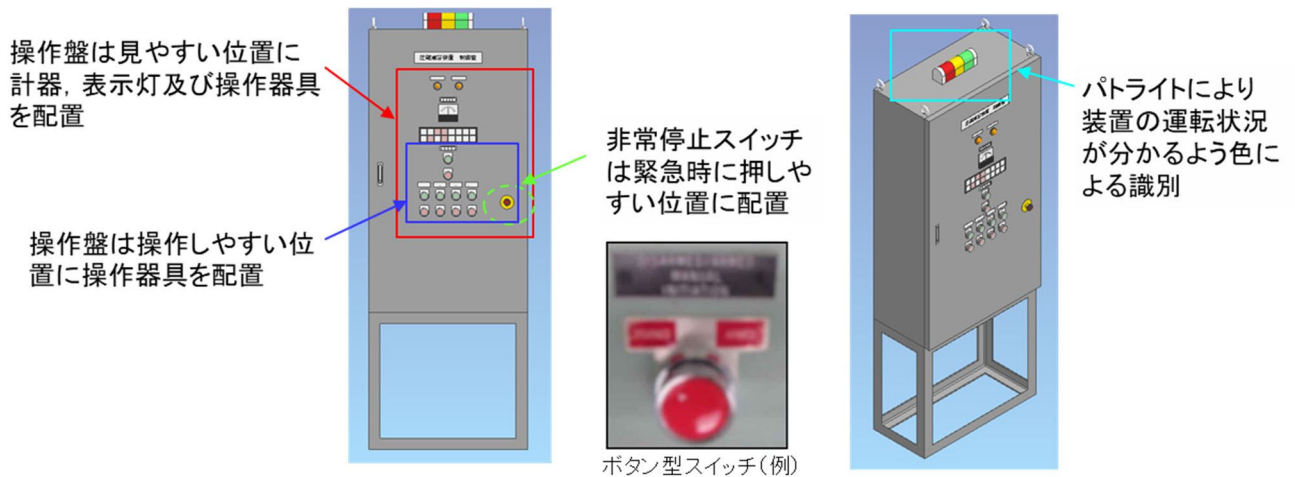 操作盤は見やすい位置に
計器，表示灯及び操作器具
を配置
操作盤は操作しやすい位
置に操作器具を配置
非常停止スイッチ
は緊急時に押しや
すい位置に配置
ボタン型スイッチ（例）
パトライトにより
装置の運転状況
が分かるよう色に
よる識別